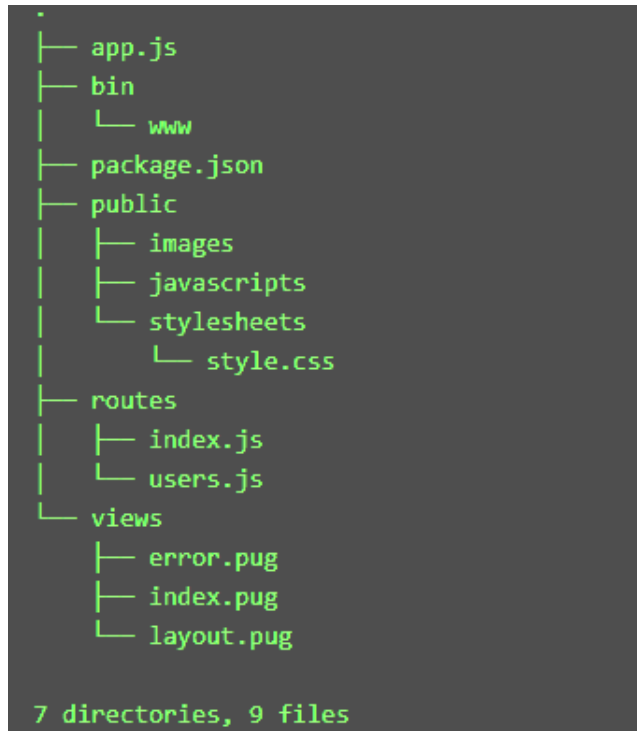 .
├── app.js
├── bin
│   └── www
├── package.json
├── public
│   ├── images
│   ├── javascripts
│   └── stylesheets
│       └── style.css
├── routes
│   ├── index.js
│   └── users.js
└── views
    ├── error.pug
    ├── index.pug
    └── layout.pug

7 directories, 9 files